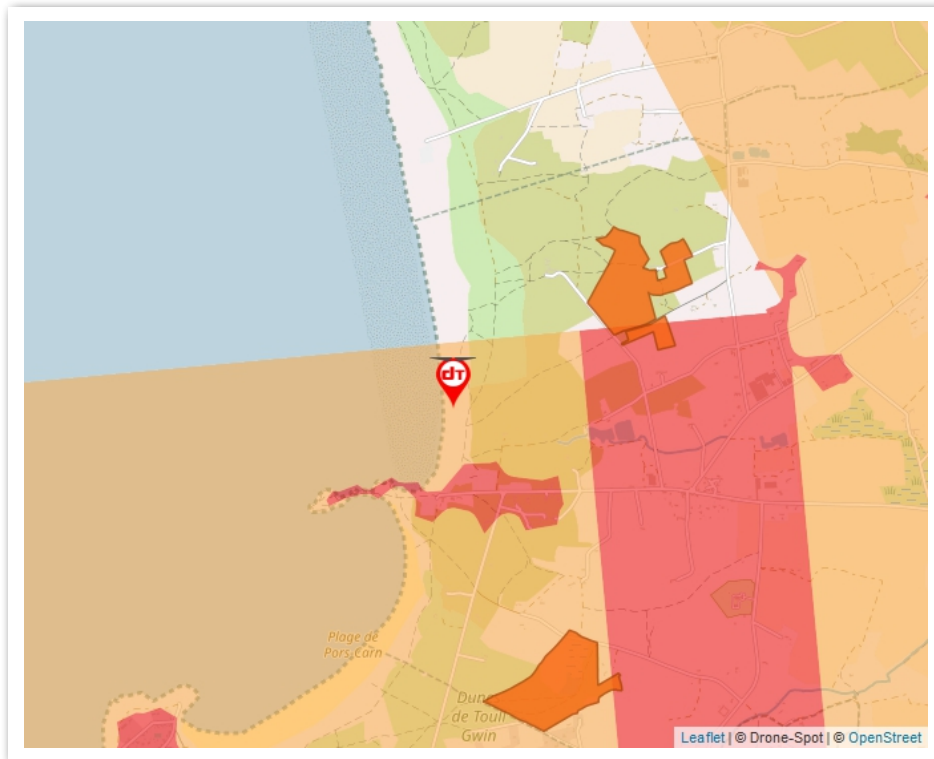 dT
Plage de
Pors-Carn
Dune
de Toull
Gwin
Leaflet | © Drone-Spot | © OpenStreet